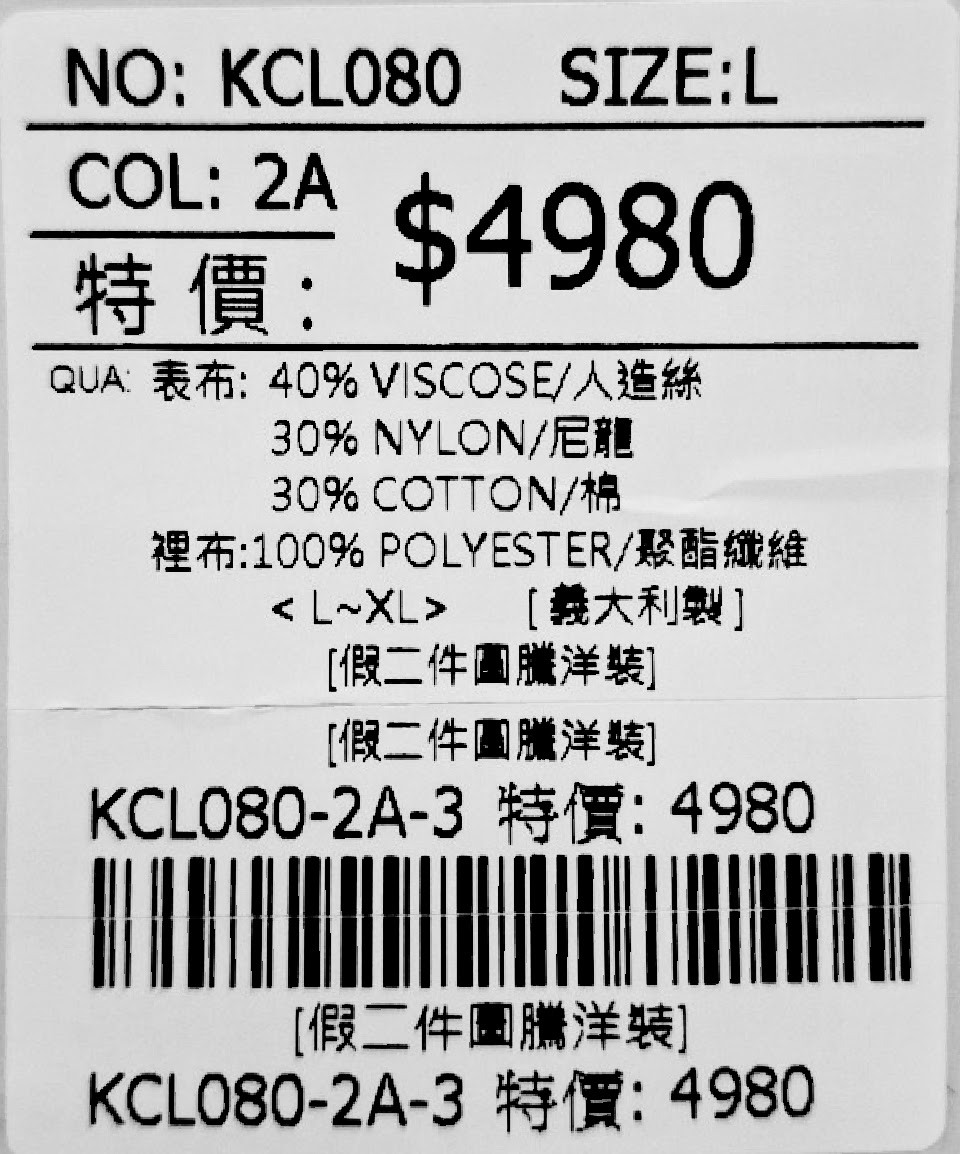 NO: KCL080 SIZE:L
COL: 2A
$4980
特價:
QUA: 表布: 40% VISCOSE/人造絲
30% NYLON/尼龍
30% COTTON/棉
裡布:100% POLYESTER/聚酯纖維
< L~XL> [義大利製]
[假二件圖騰洋裝]
[假二件圖騰洋裝]
KCL080-2A-3 特價: 4980
[假二件圖騰洋裝]
KCL080-2A-3 特價: 4980